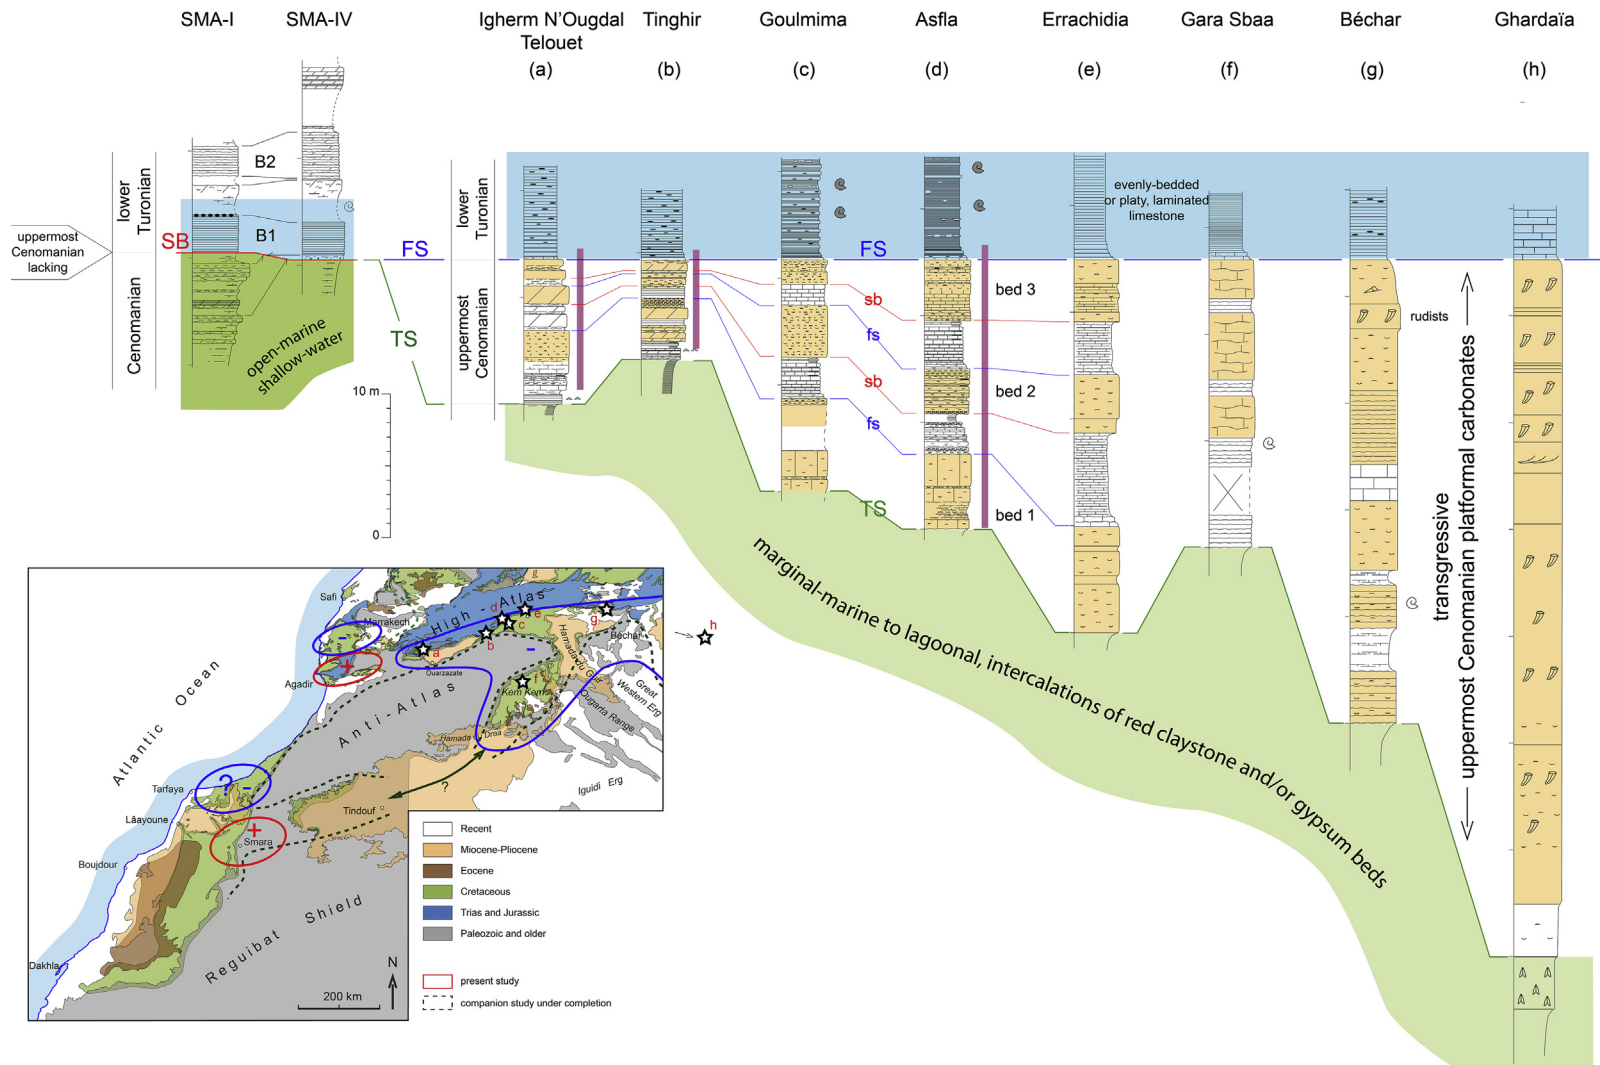 SMA-I
SMA-IV
Igherm N'Ougdal
Telouet
(a)
Tinghir
(b)
Goulmima
(c)
Asfla
(d)
Errachidia
(e)
Gara Sbaa
(f)
Béchar
(g)
Ghardaïa
(h)
lower
Turonian
B2
B1
uppermost
Cenomanian
lacking
SB
Cenomanian
open-marine
shallow-water
FS
TS
lower
Turonian
uppermost
Cenomanian
10 m
0
FS
sb
fs
sb
fs
TS
bed 3
bed 2
bed 1
evenly-bedded
or platy, laminated
limestone
rudists
transgressive
uppermost Cenomanian platformal carbonates
marginal-marine to lagoonal, intercalations of red claystone and/or gypsum beds
Safi
Marrakech
High-Atlas
d
e
c
g
h
-
+
a
b
-
Béchar
Agadir
Ouarzazate
f
Kem Kem
Hamada du Guir
Great
Western Erg
Ougarta Range
Anti-Atlas
Hamada du Draa
Atlantic Ocean
?
Iguidi Erg
Tarfaya
? -
Tindouf
Lâayoune
+
Smara
Boujdour
Reguibat Shield
Dakhla
N
200 km
Recent
Miocene-Pliocene
Eocene
Cretaceous
Trias and Jurassic
Paleozoic and older
present study
companion study under completion